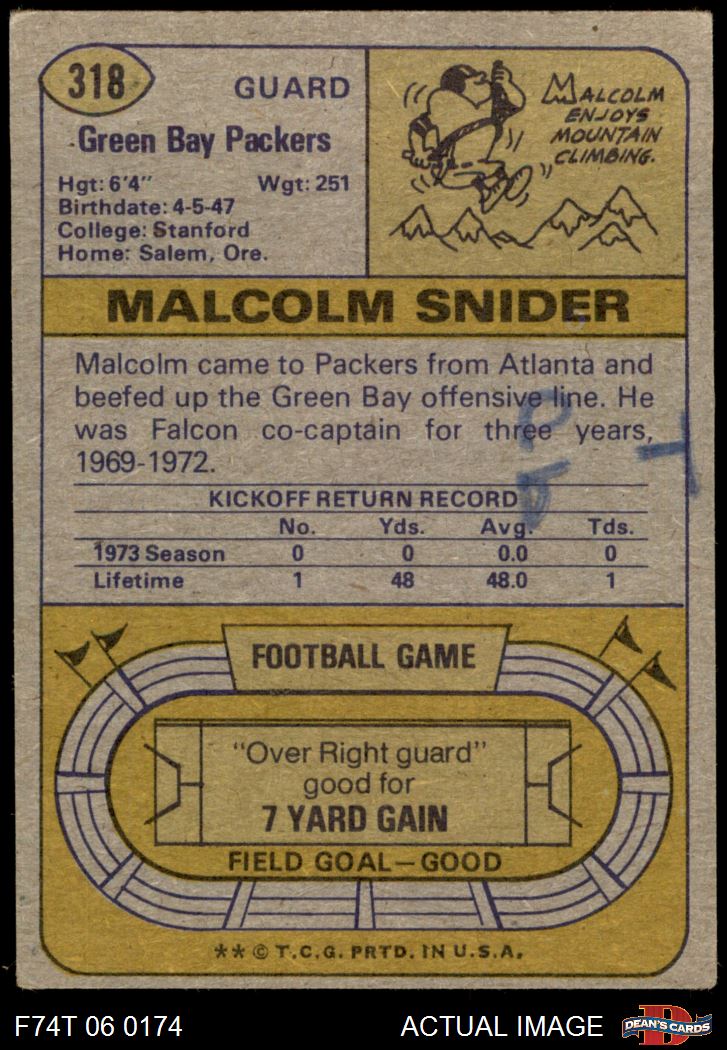 318
GUARD
Green Bay Packers
Hgt: 6'4" Wgt: 251
Birthdate: 4-5-47
College: Stanford
Home: Salem, Ore.
MALCOLM
ENJOYS
MOUNTAIN
CLIMBING.
MALCOLM SNIDER
Malcolm came to Packers from Atlanta and
beefed up the Green Bay offensive line. He
was Falcon co-captain for three years,
1969-1972.
KICKOFF RETURN RECORD
No. Yds. Avg. Tds.
1973 Season 0 0 0.0 0
Lifetime 1 48 48.0 1
FOOTBALL GAME
"Over Right guard"
good for
7 YARD GAIN
FIELD GOAL—GOOD
** © T.C.G. PRTD. IN U.S.A.
F74T 06 0174 ACTUAL IMAGE
D
DEAN'S CARDS